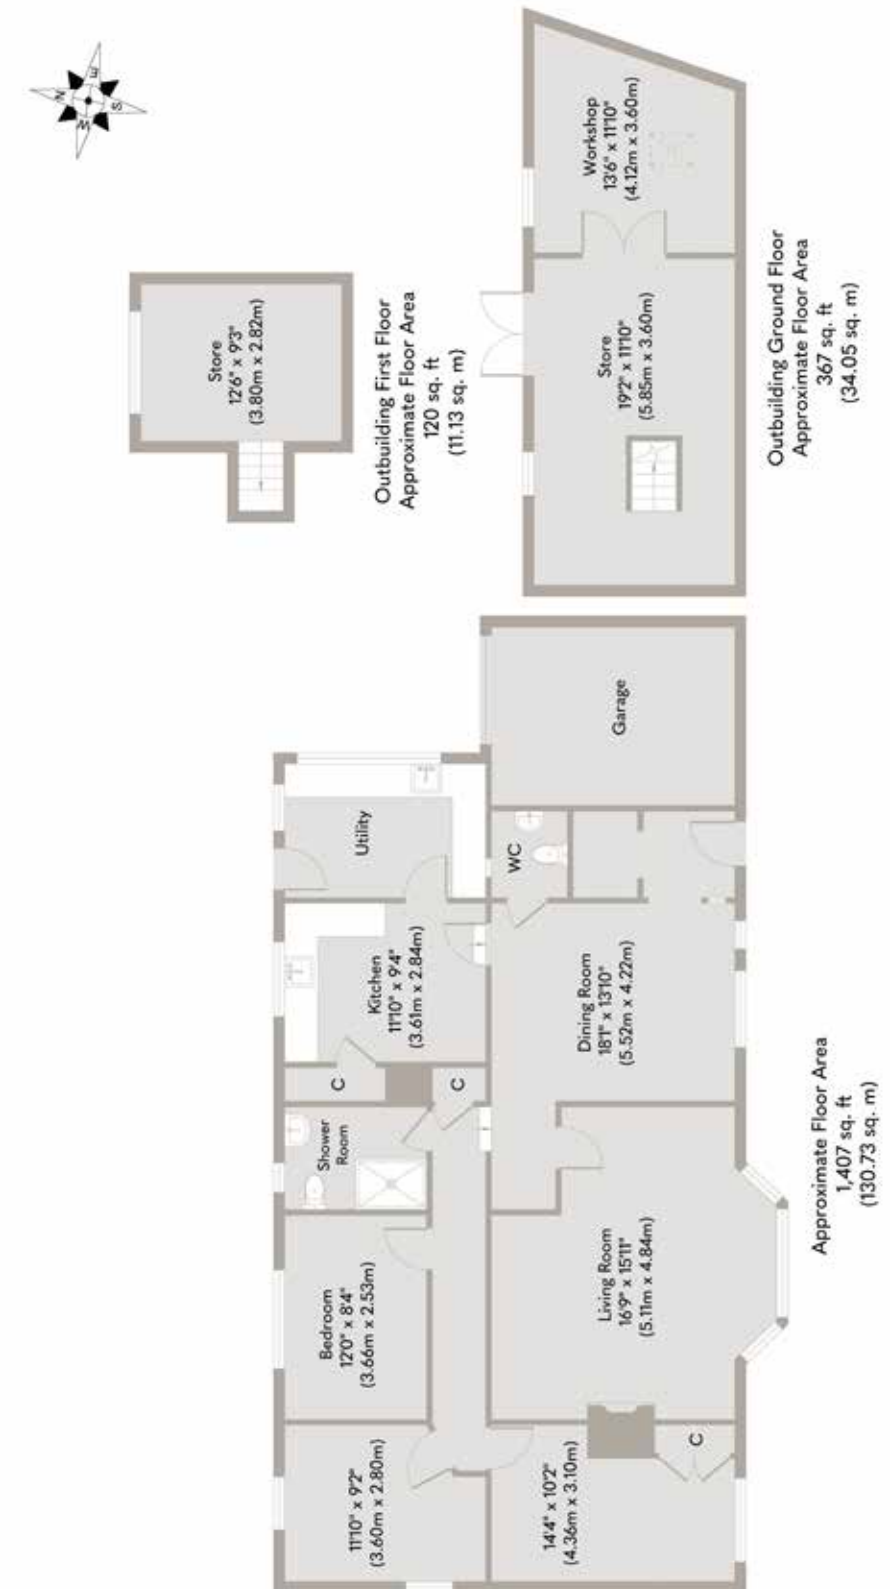 N
E
S
W
Store
12'6" x 9'3"
(3.80m x 2.82m)
Outbuilding First Floor
Approximate Floor Area
120 sq. ft
(11.13 sq. m)
Workshop
13'6" x 11'10"
(4.12m x 3.60m)
Store
19'2" x 11'10"
(5.85m x 3.60m)
Outbuilding Ground Floor
Approximate Floor Area
367 sq. ft
(34.05 sq. m)
11'10" x 9'2"
(3.60m x 2.80m)
Bedroom
12'0" x 8'4"
(3.66m x 2.53m)
Shower
Room
C
Kitchen
11'10" x 9'4"
(3.61m x 2.84m)
Utility
C
14'4" x 10'2"
(4.36m x 3.10m)
C
Living Room
16'9" x 15'11"
(5.11m x 4.84m)
Dining Room
18'1" x 13'10"
(5.52m x 4.22m)
WC
Garage
Approximate Floor Area
1,407 sq. ft
(130.73 sq. m)